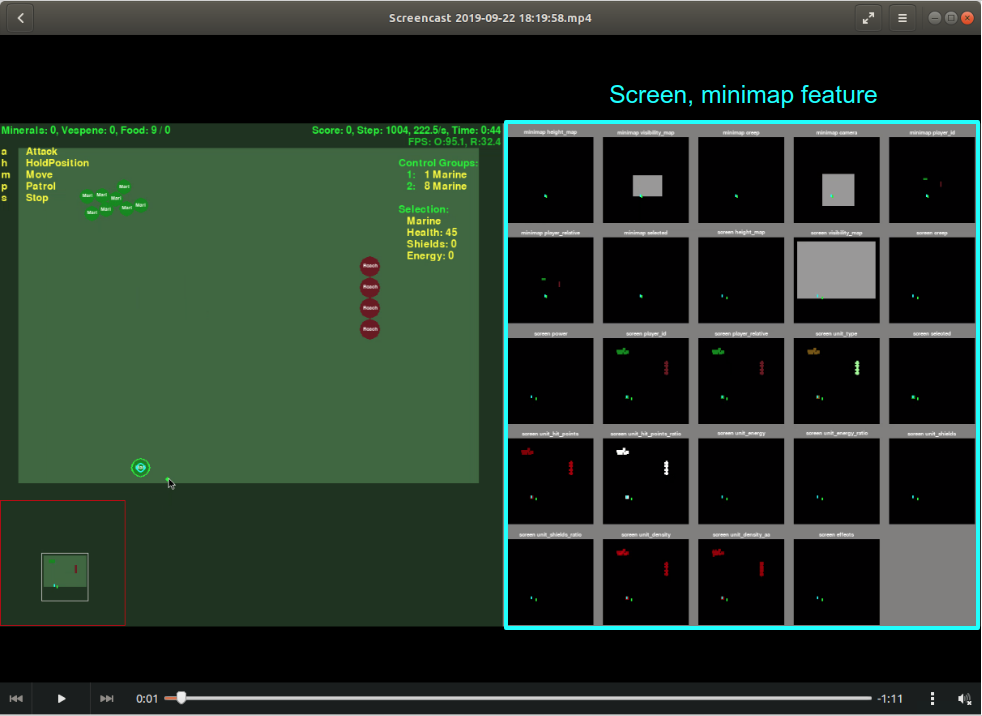 Screencast 2019-09-22 18:19:58.mp4
Screen, minimap feature
Minerals: 0, Vespene: 0, Food: 9 / 0
Score: 0, Step: 1004, 222.5/s, Time: 0:44
FPS: O:95.1, R:32.4
a Attack
h HoldPosition
m Move
p Patrol
s Stop
Control Groups:
1: 1 Marine
2: 8 Marine
Selection:
Marine
Health: 45
Shields: 0
Energy: 0
Mari
Mari Mari
Mari
Mari Mari Mari Mari
Roach
Roach
Roach
Roach
minimap height_map
minimap visibility_map
minimap creep
minimap camera
minimap player_id
minimap player_relative
minimap selected
screen height_map
screen visibility_map
screen creep
screen power
screen player_id
screen player_relative
screen unit_type
screen selected
screen unit_hit_points
screen unit_hit_points_ratio
screen unit_energy
screen unit_energy_ratio
screen unit_shields
screen unit_shields_ratio
screen unit_density
screen unit_density_aa
screen effects
0:01
-1:11